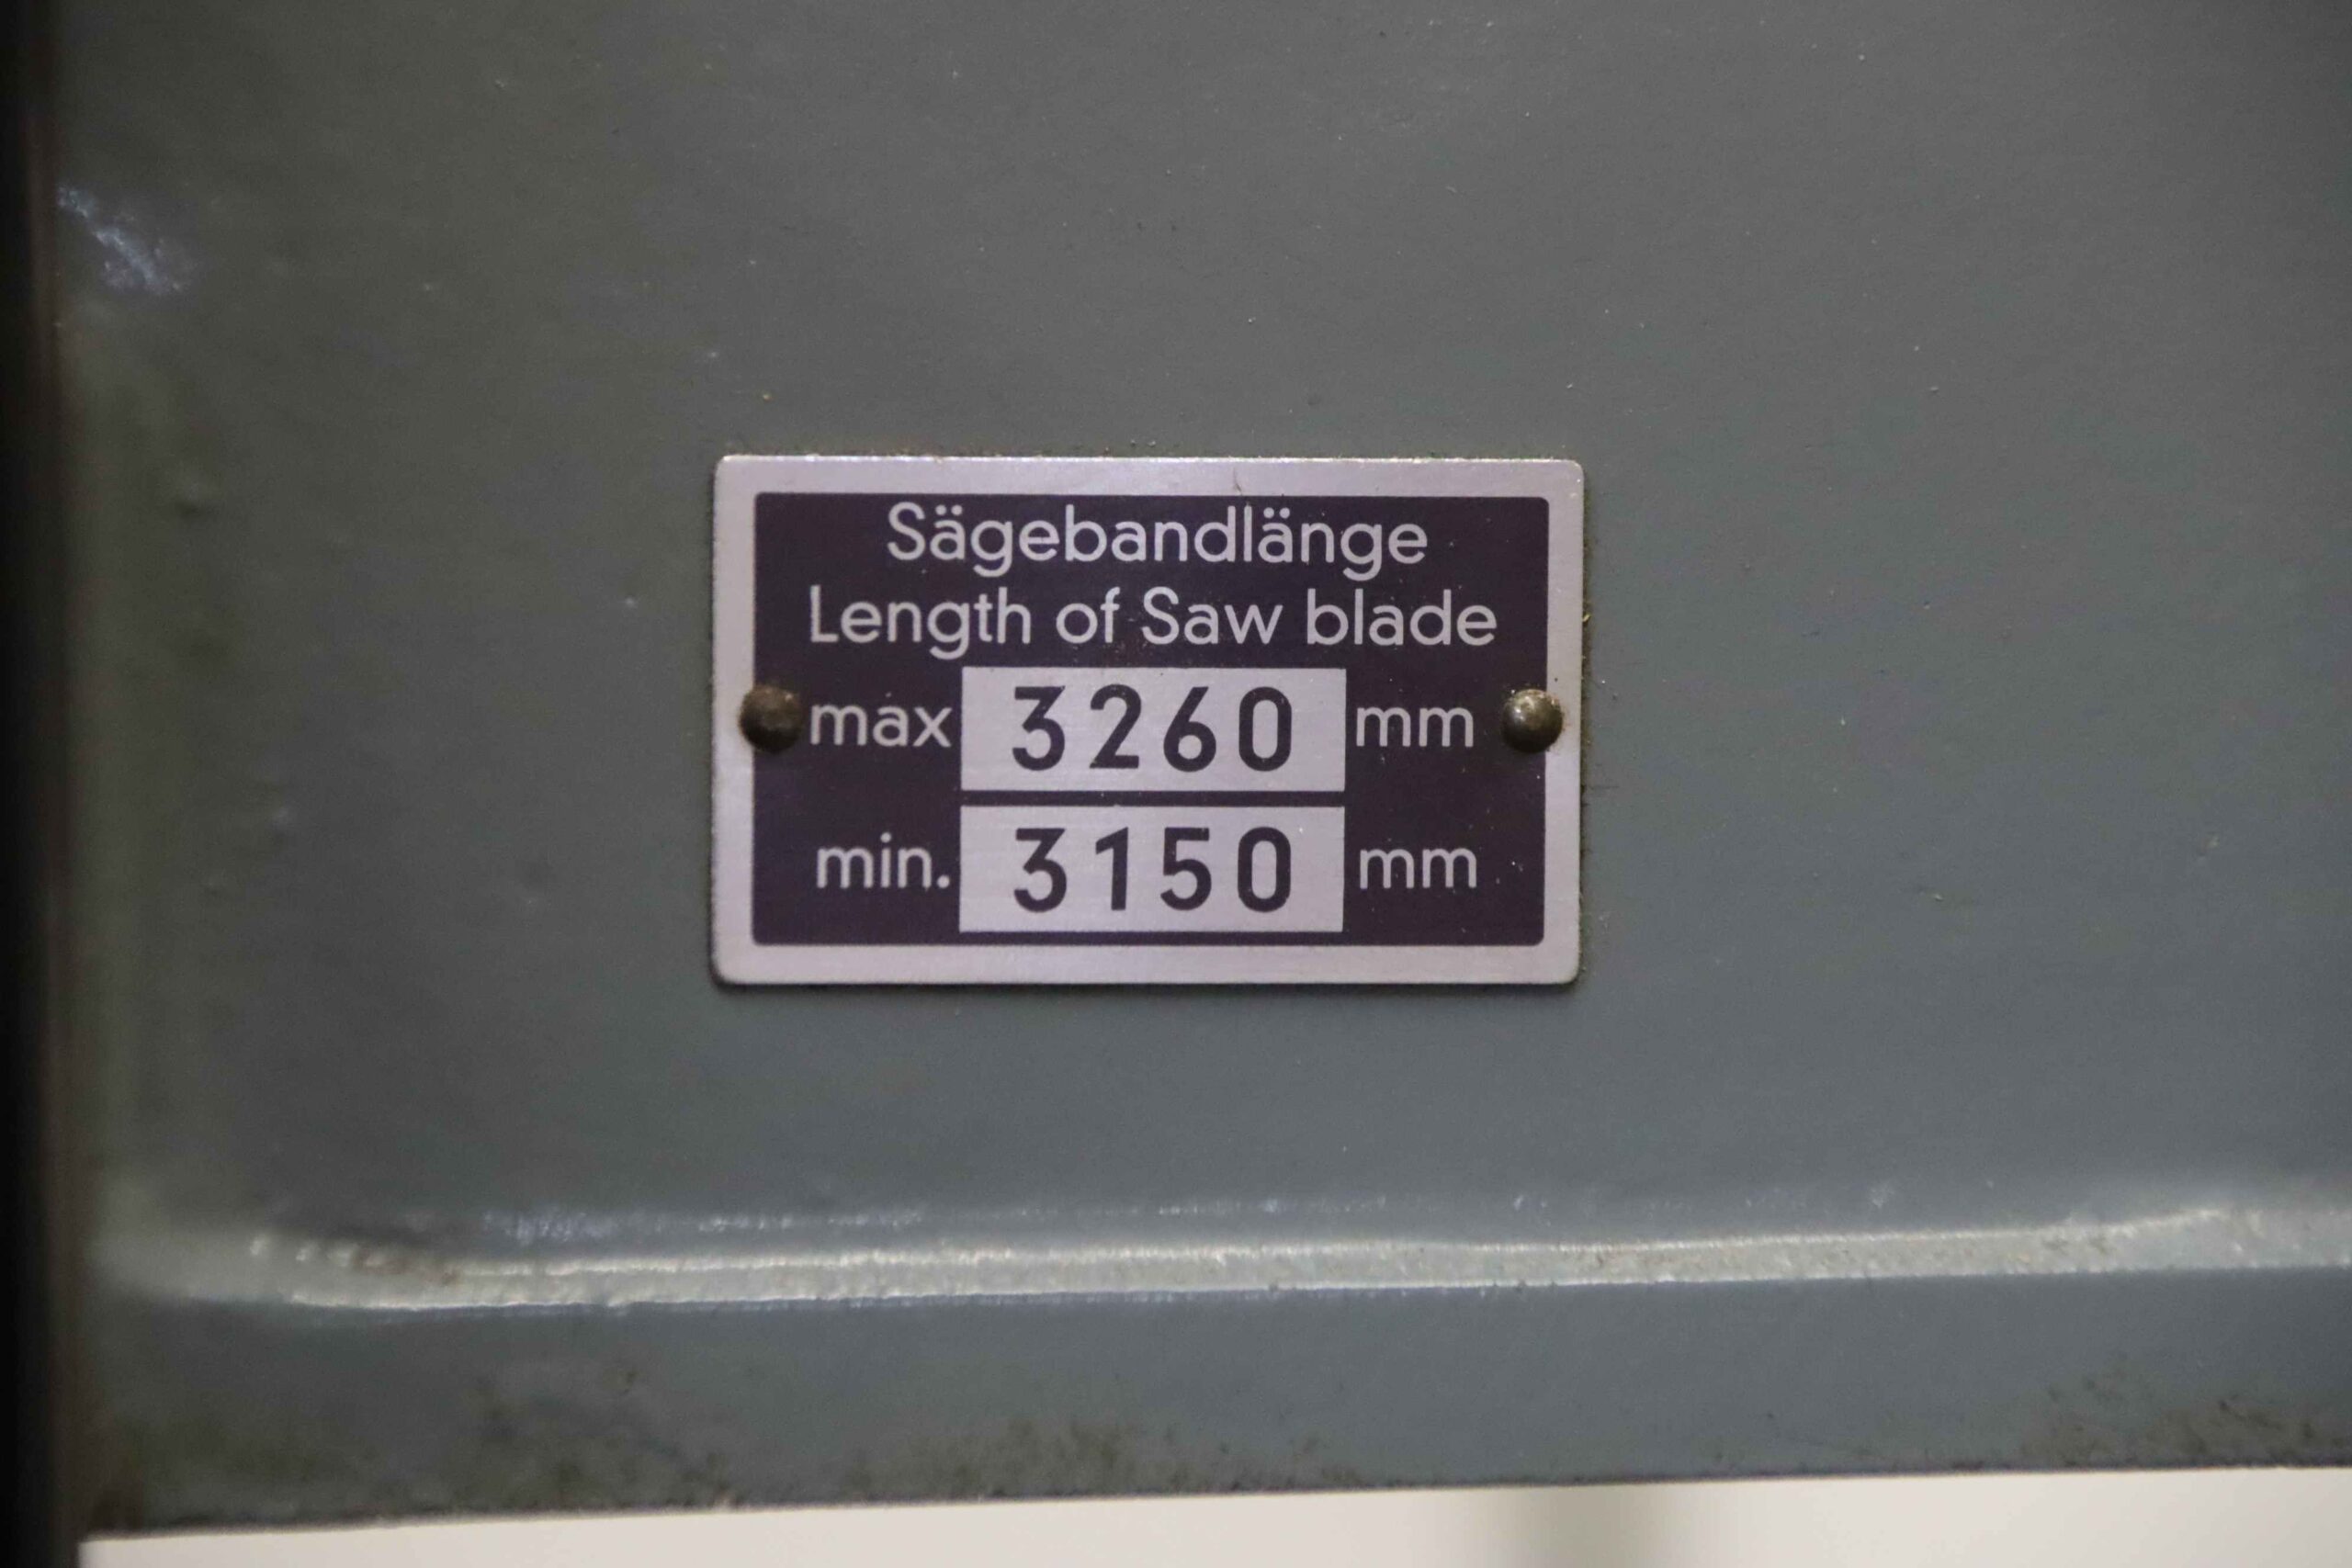 Sägebandlänge
Length of Saw blade
max 3260 mm
min. 3150 mm